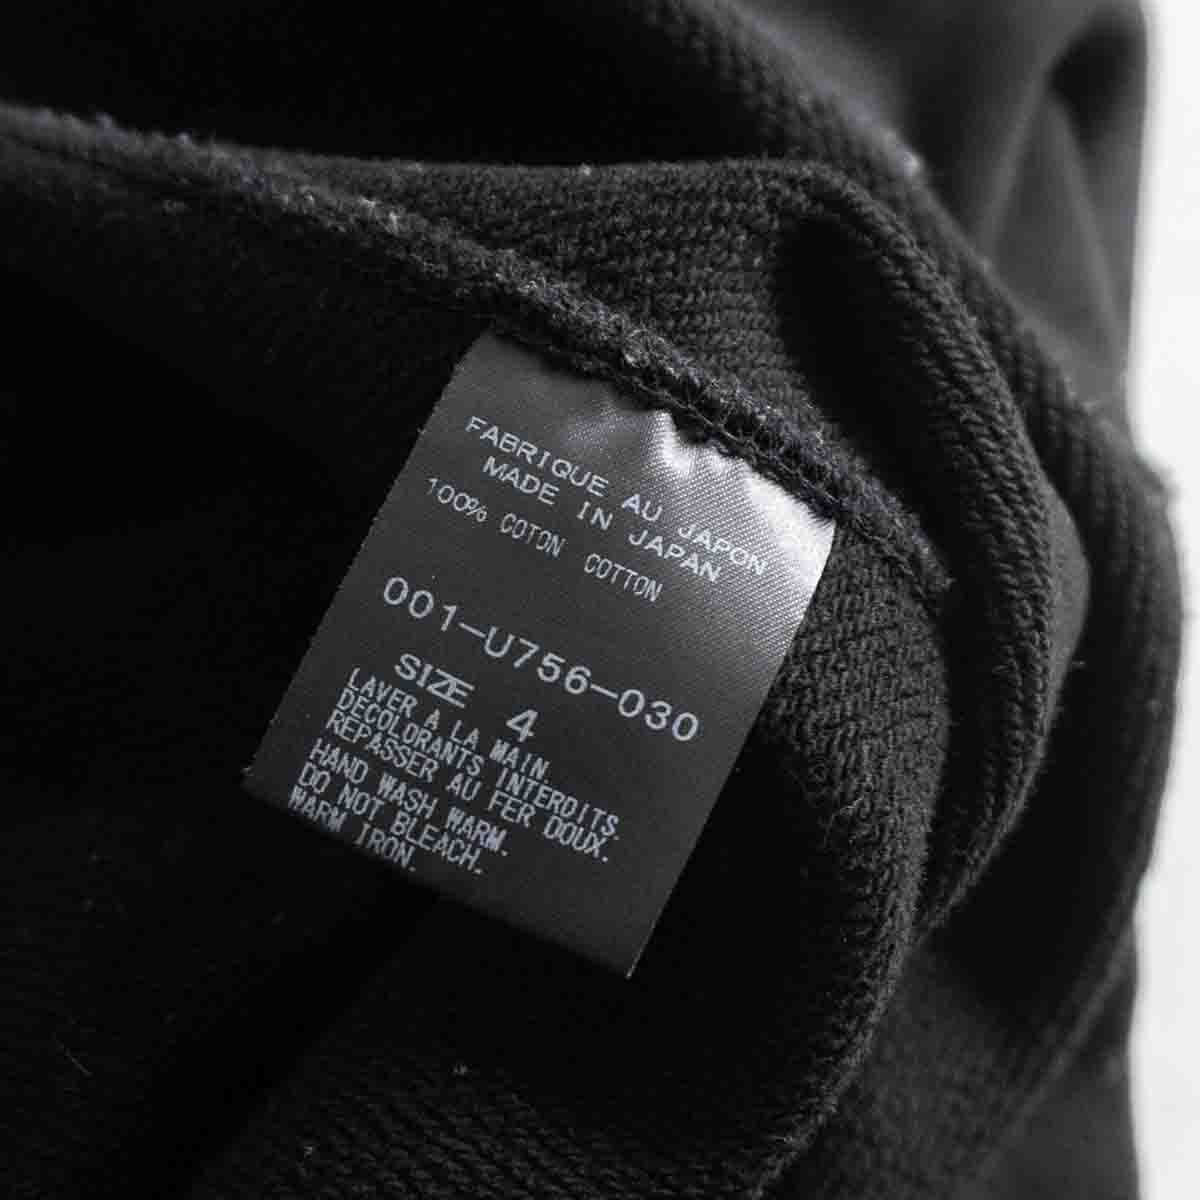 FABRIQUE AU JAPON
MADE IN JAPAN
100% COTON COTTON
001-U756-030
SIZE 4
LAVER A LA MAIN.
DECOLORANTS INTERDITS.
REPASSER AU FER DOUX.
HAND WASH WARM.
DO NOT BLEACH.
WARM IRON.